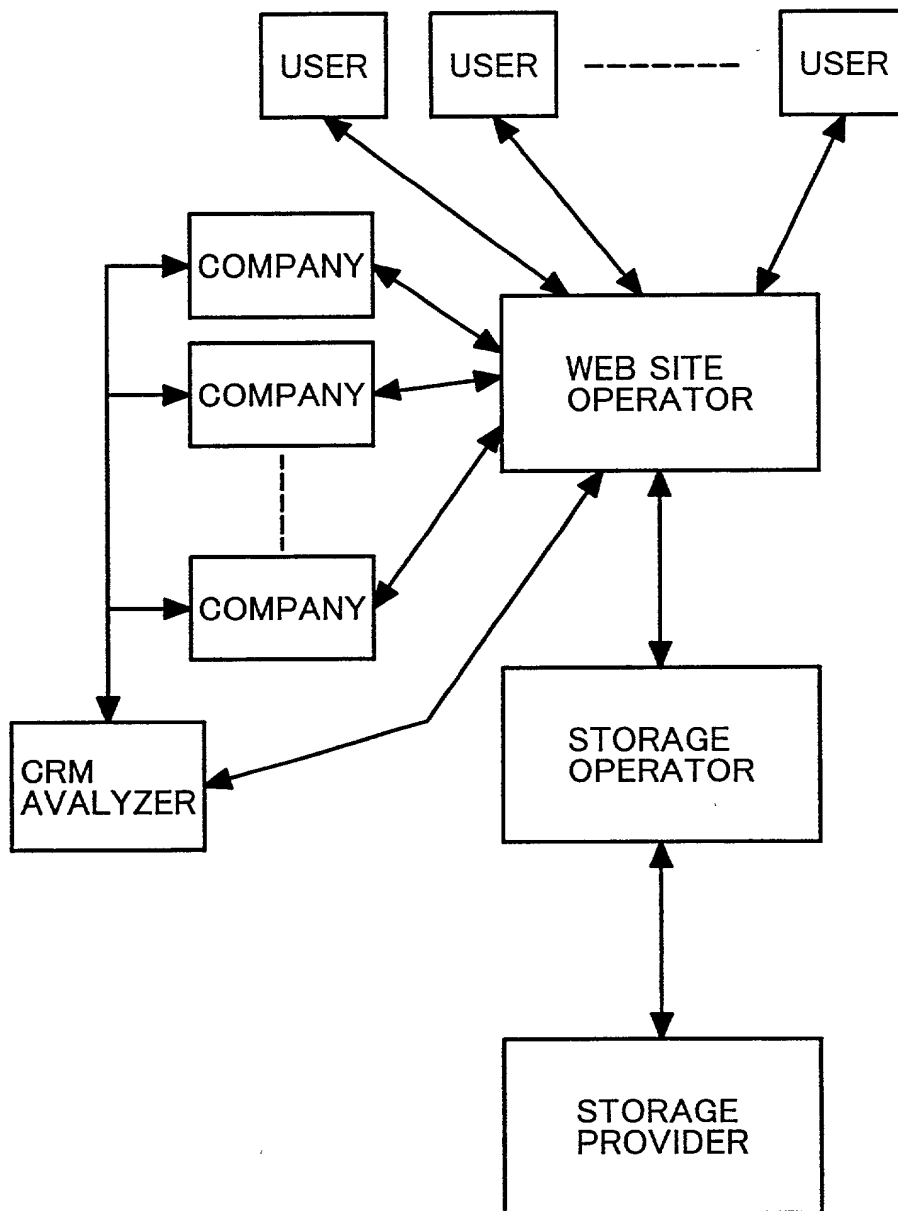 USER
USER
USER
COMPANY
COMPANY
COMPANY
WEB SITE
OPERATOR
STORAGE
OPERATOR
CRM
AVALYZER
STORAGE
PROVIDER